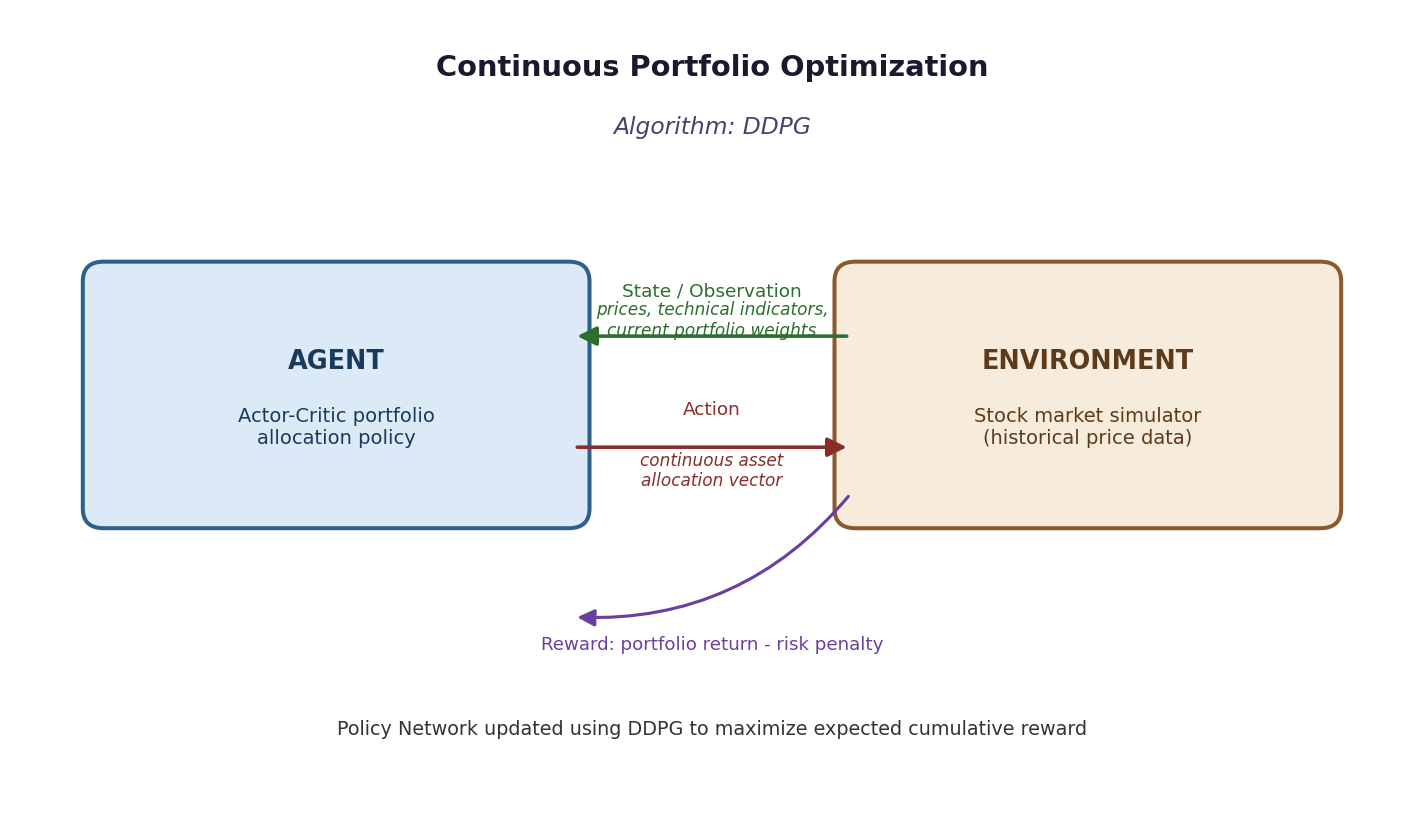 Continuous Portfolio Optimization
Algorithm: DDPG
AGENT
Actor-Critic portfolio
allocation policy
State / Observation
prices, technical indicators,
current portfolio weights
Action
continuous asset
allocation vector
ENVIRONMENT
Stock market simulator
(historical price data)
Reward: portfolio return - risk penalty
Policy Network updated using DDPG to maximize expected cumulative reward